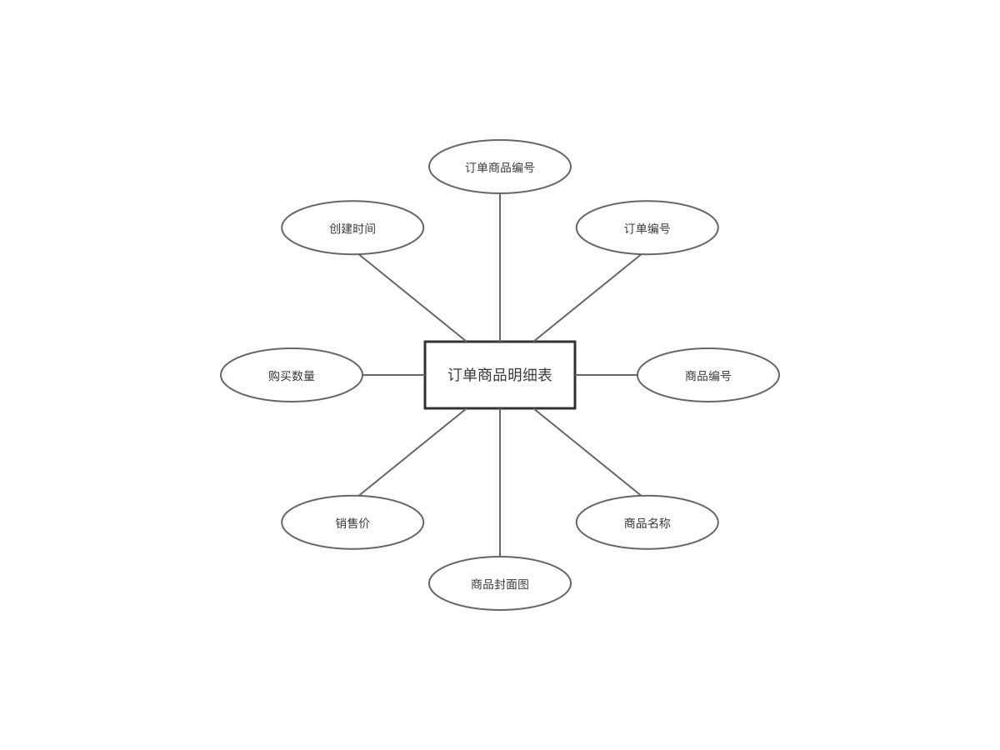 订单商品编号
创建时间
订单编号
购买数量
订单商品明细表
商品编号
销售价
商品名称
商品封面图